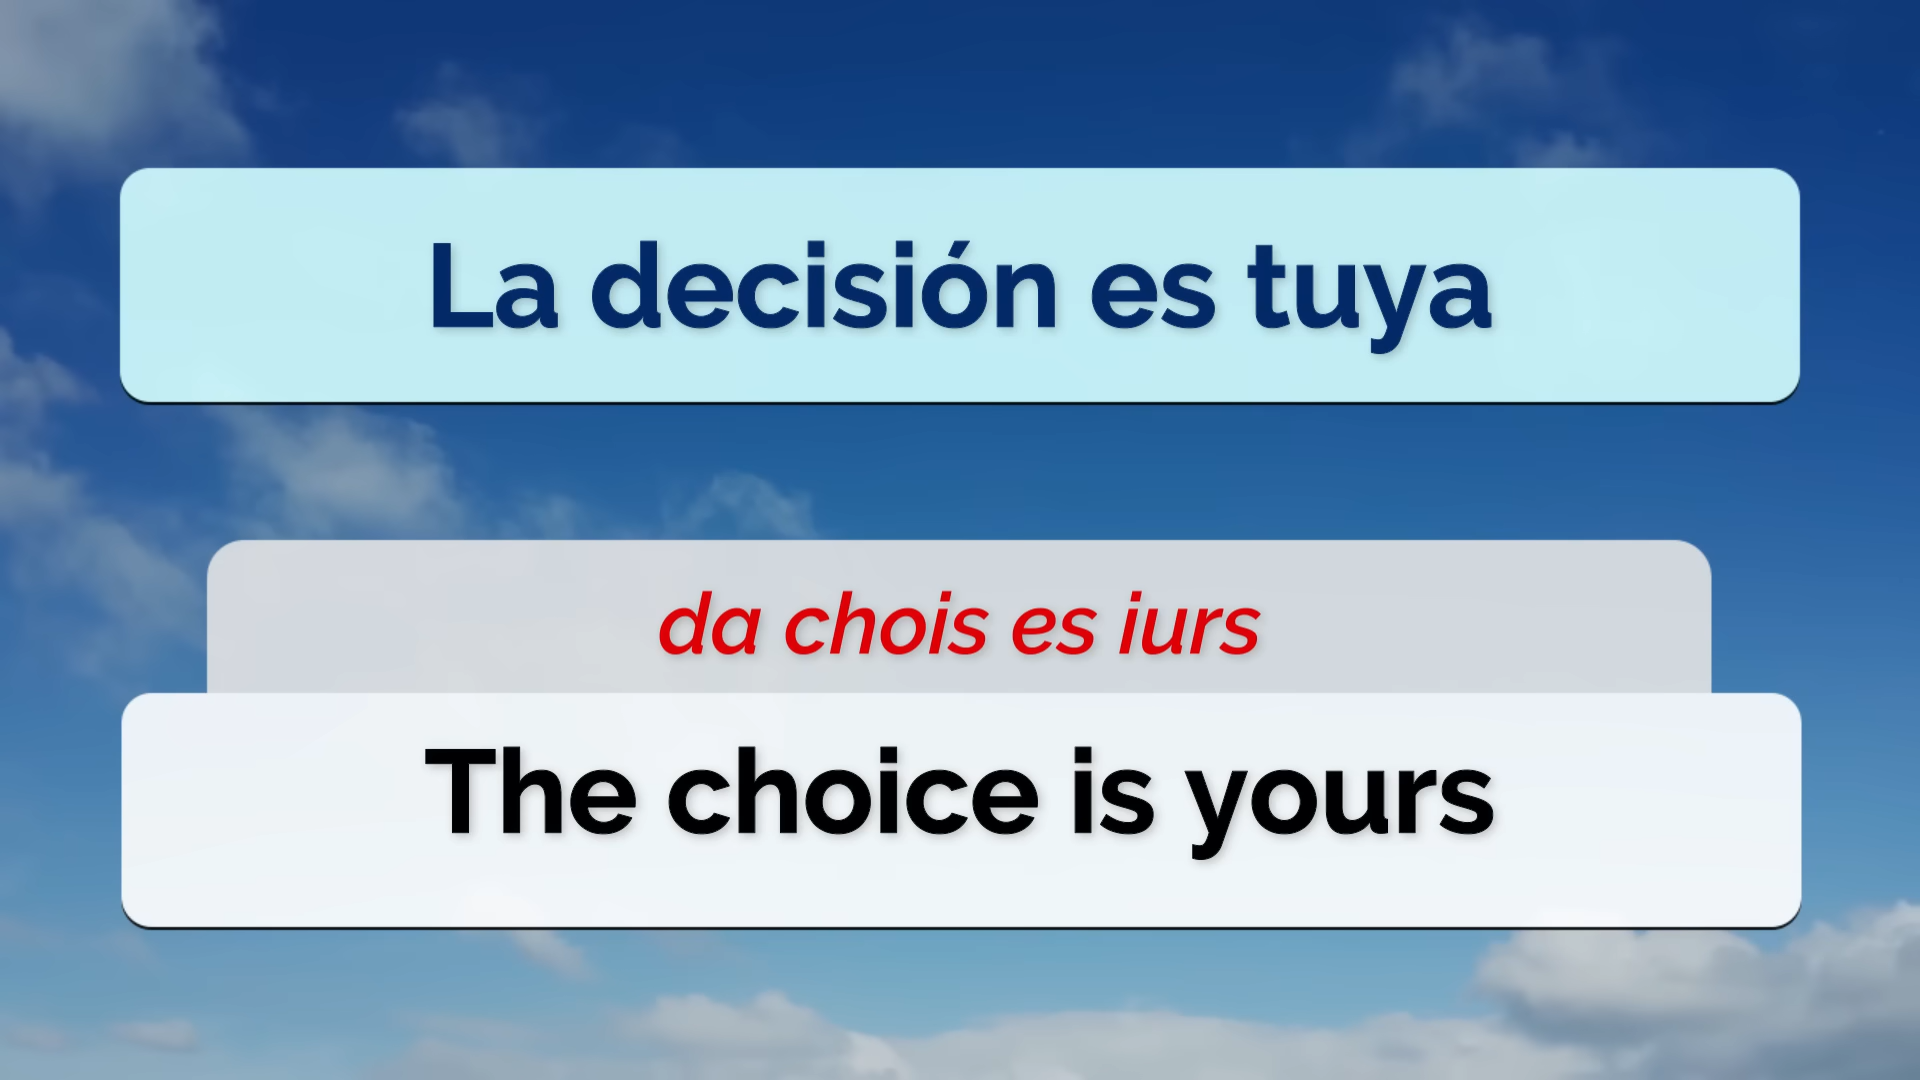 La decisión es tuya
da chois es iurs
The choice is yours